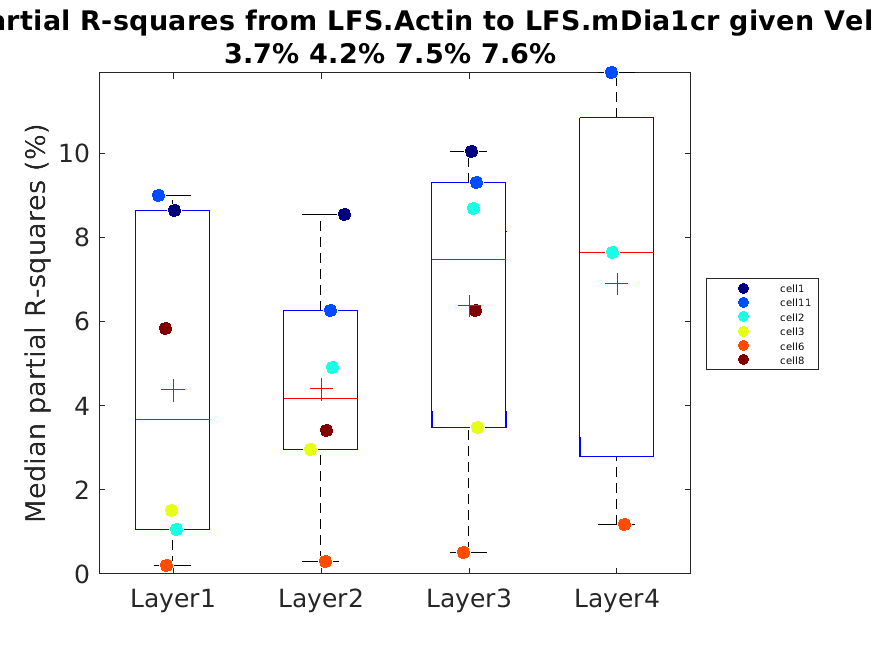 artial R-squares from LFS.Actin to LFS.mDia1cr given Vel
3.7% 4.2% 7.5% 7.6%
Median partial R-squares (%)
10
8
6
4
2
0
Layer1 Layer2 Layer3 Layer4
cell1
cell11
cell2
cell3
cell6
cell8